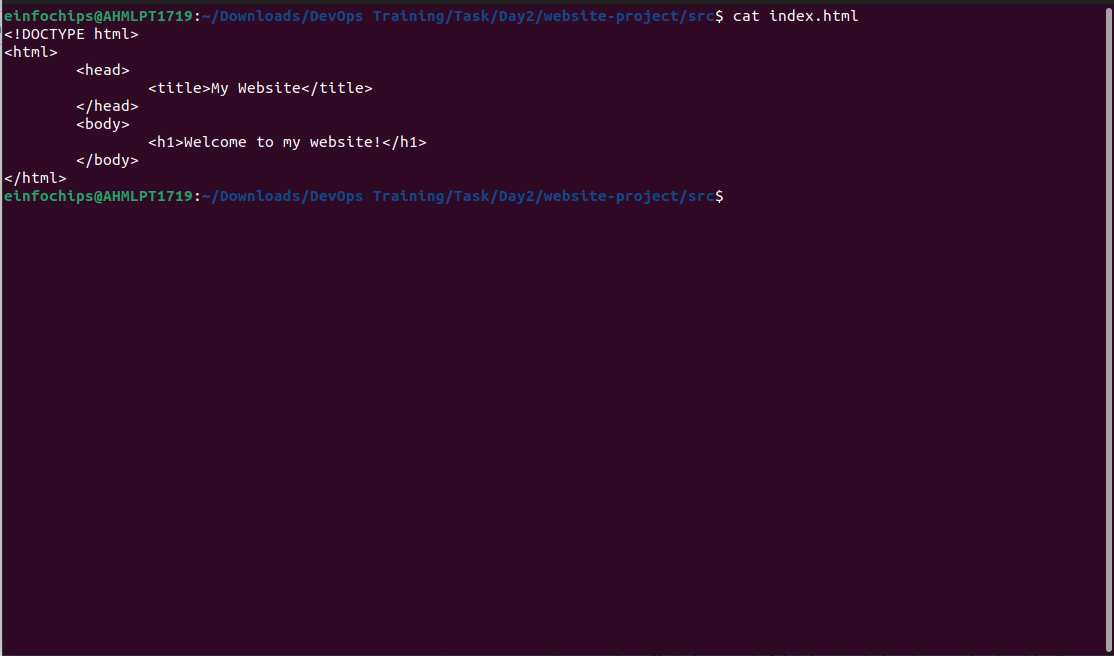 einfochips@AHMLPT1719:~/Downloads/DevOps Training/Task/Day2/website-project/src$ cat index.html
<!DOCTYPE html>
<html>
        <head>
                <title>My Website</title>
        </head>
        <body>
                <h1>Welcome to my website!</h1>
        </body>
</html>
einfochips@AHMLPT1719:~/Downloads/DevOps Training/Task/Day2/website-project/src$